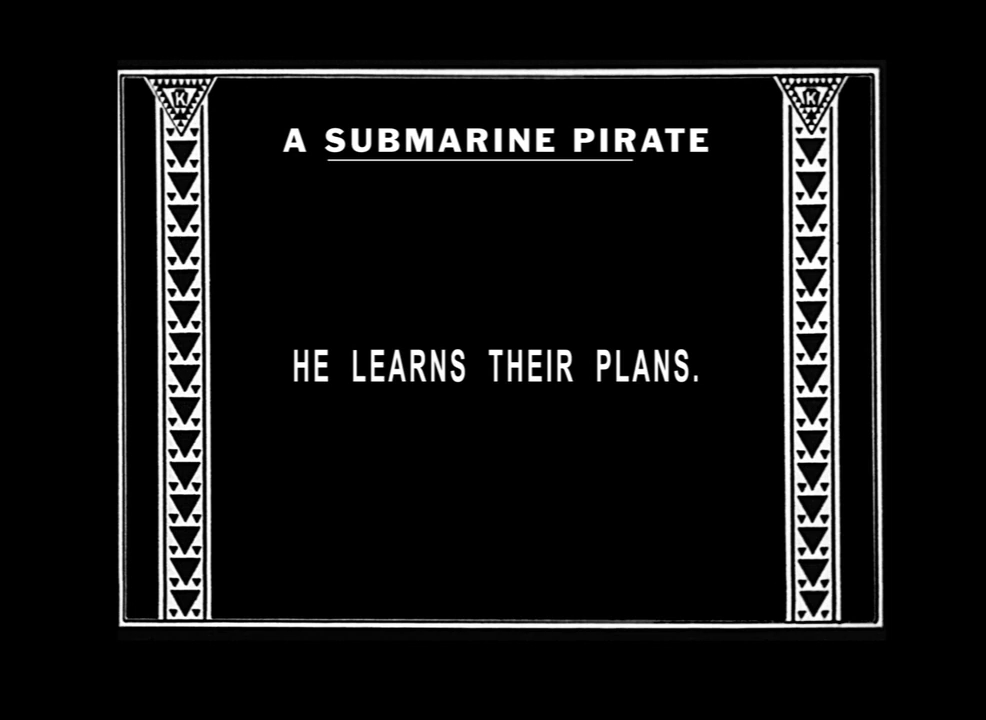 K K
A SUBMARINE PIRATE
HE LEARNS THEIR PLANS.